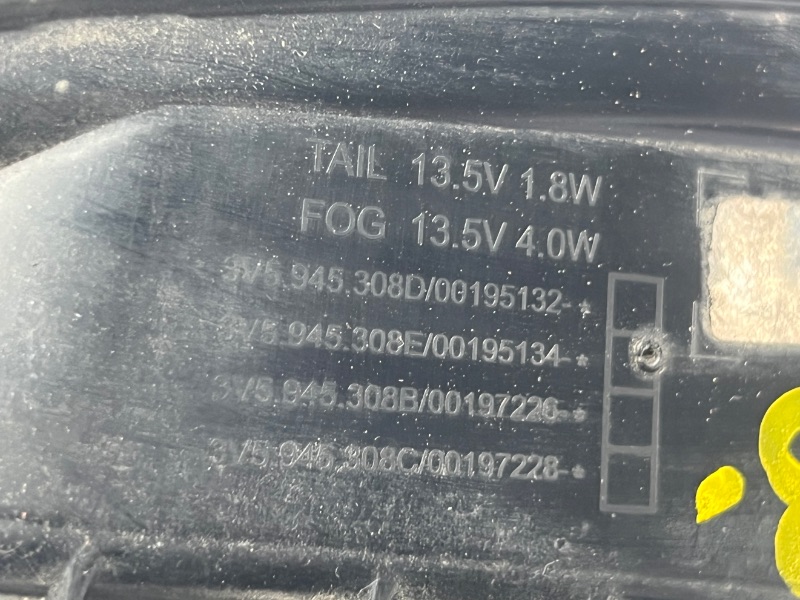 TAIL 13.5V 1.8W
FOG 13.5V 4.0W
3V5.945.308D/00195132-*
3V5.945.308E/00195134-*
3V5.945.308B/00197226-*
3V5.945.308C/00197228-*